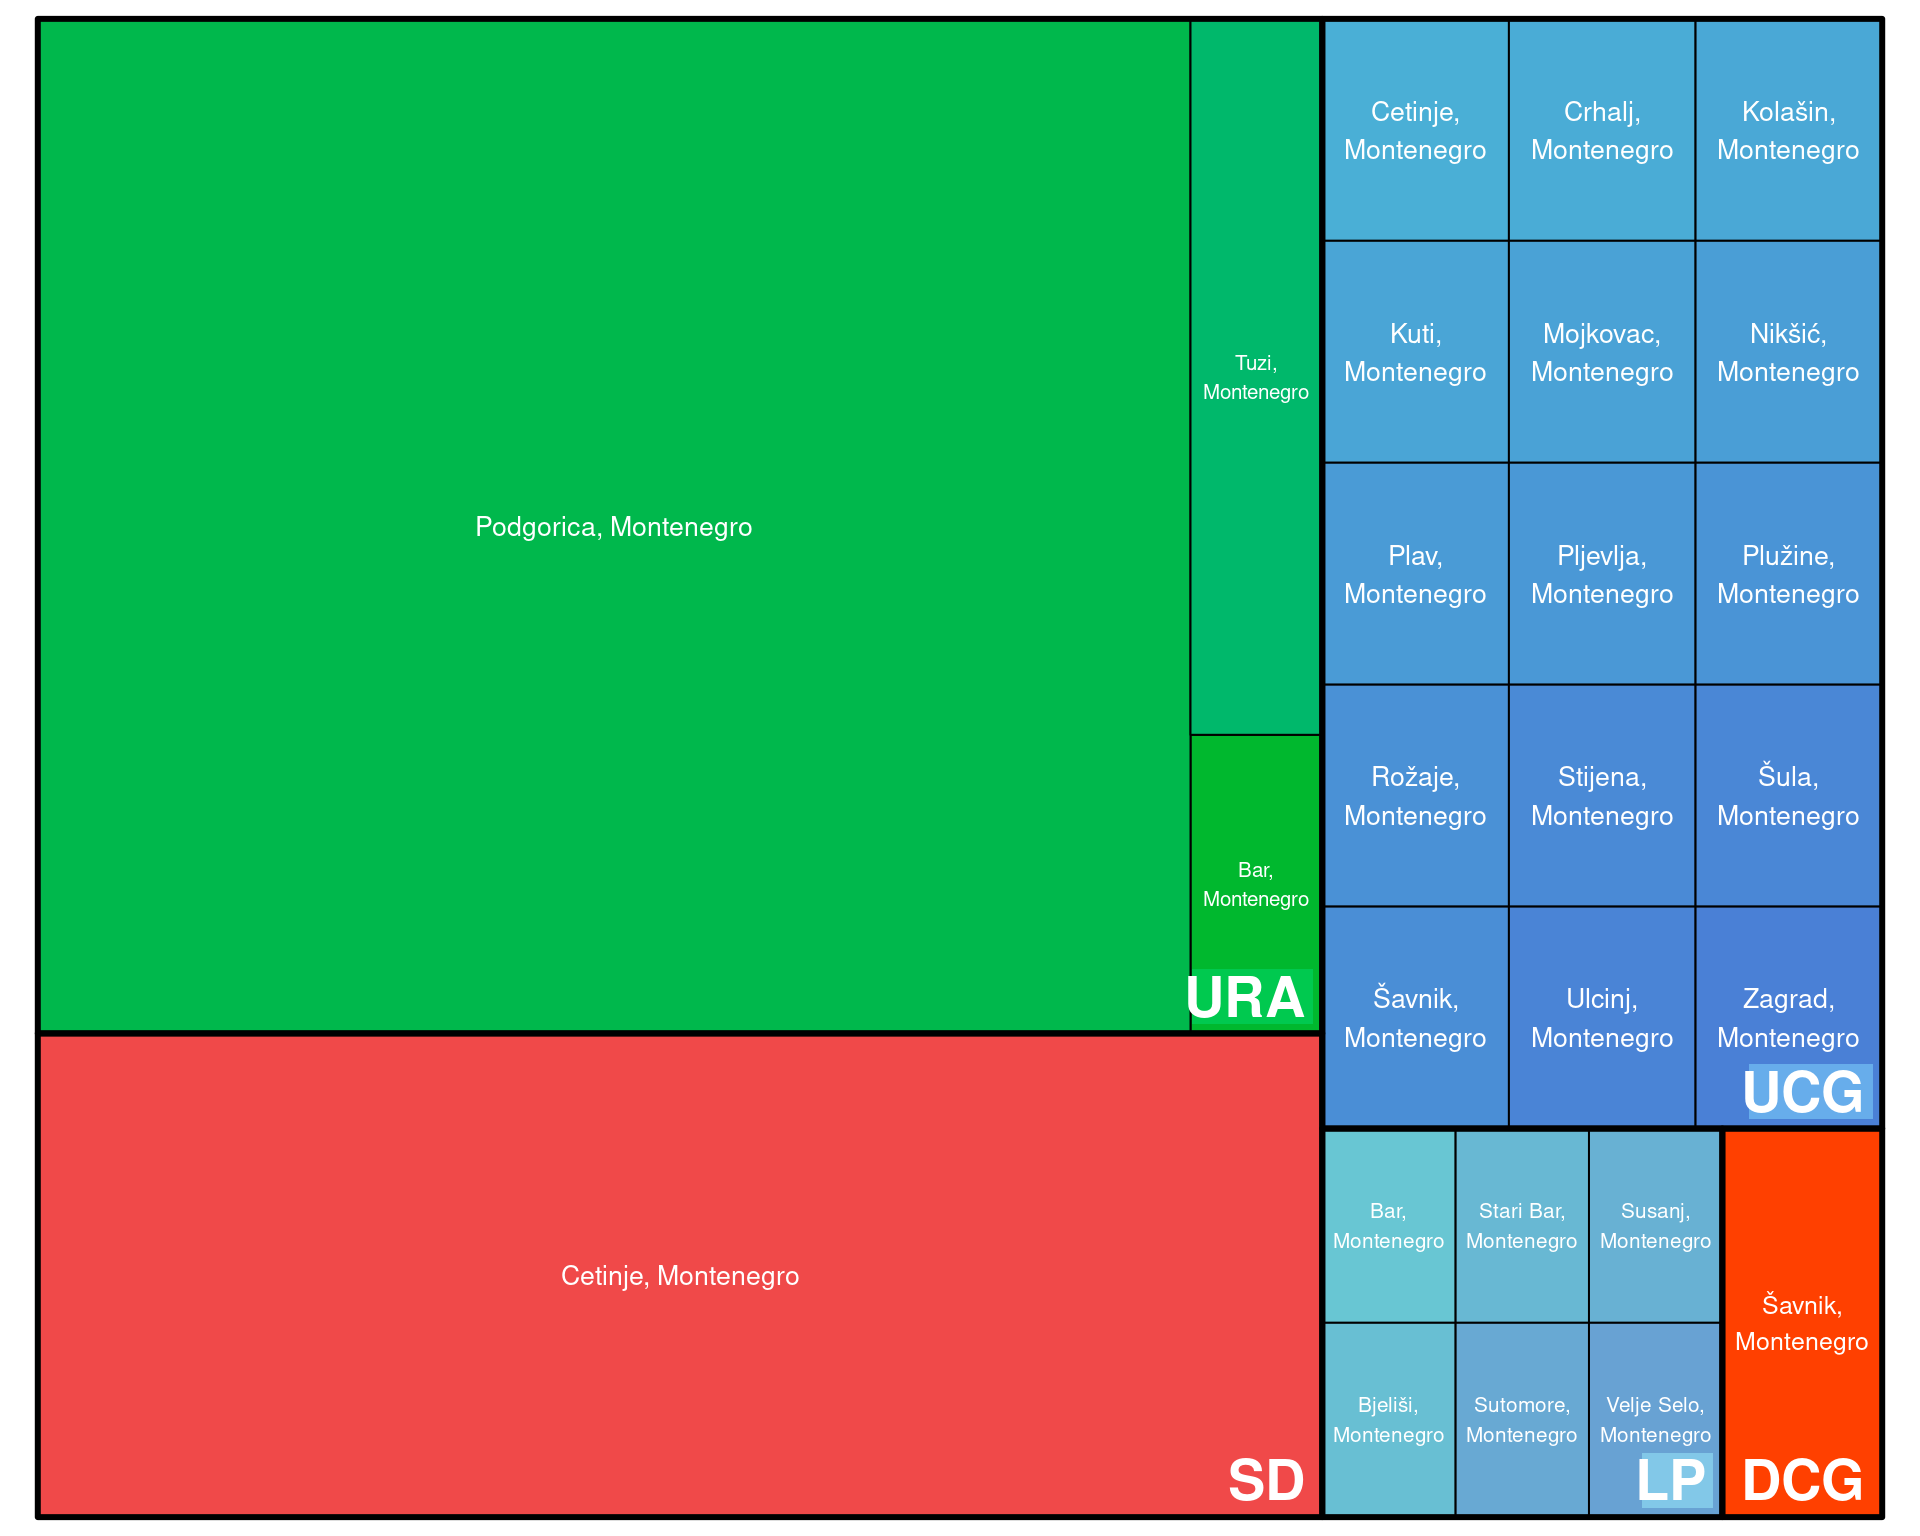 Podgorica, Montenegro
Tuzi,
Montenegro
Bar,
Montenegro
URA
Cetinje, Montenegro
SD
Cetinje,
Montenegro
Crhalj,
Montenegro
Kolašin,
Montenegro
Kuti,
Montenegro
Mojkovac,
Montenegro
Nikšić,
Montenegro
Plav,
Montenegro
Pljevlja,
Montenegro
Plužine,
Montenegro
Rožaje,
Montenegro
Stijena,
Montenegro
Šula,
Montenegro
Šavnik,
Montenegro
Ulcinj,
Montenegro
Zagrad,
Montenegro
UCG
Bar,
Montenegro
Stari Bar,
Montenegro
Susanj,
Montenegro
Bjeliši,
Montenegro
Sutomore,
Montenegro
Velje Selo,
Montenegro
LP
Šavnik,
Montenegro
DCG